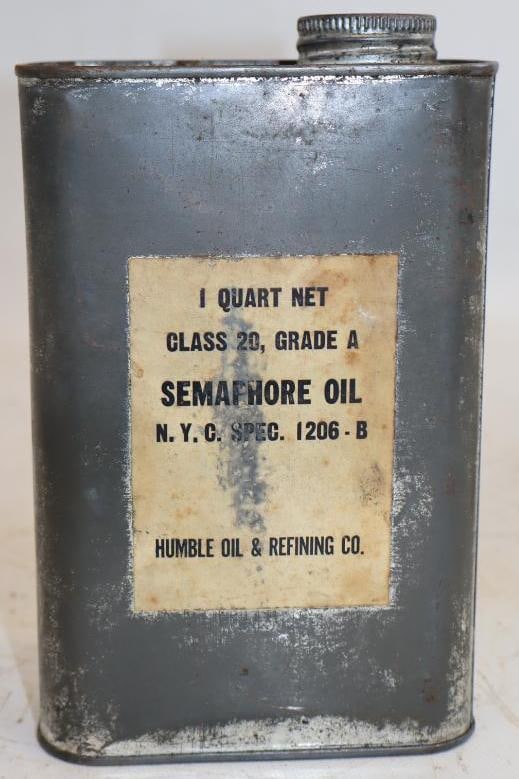 1 QUART NET
CLASS 20, GRADE A
SEMAPHORE OIL
N. Y. C. SPEC. 1206 - B
HUMBLE OIL & REFINING CO.